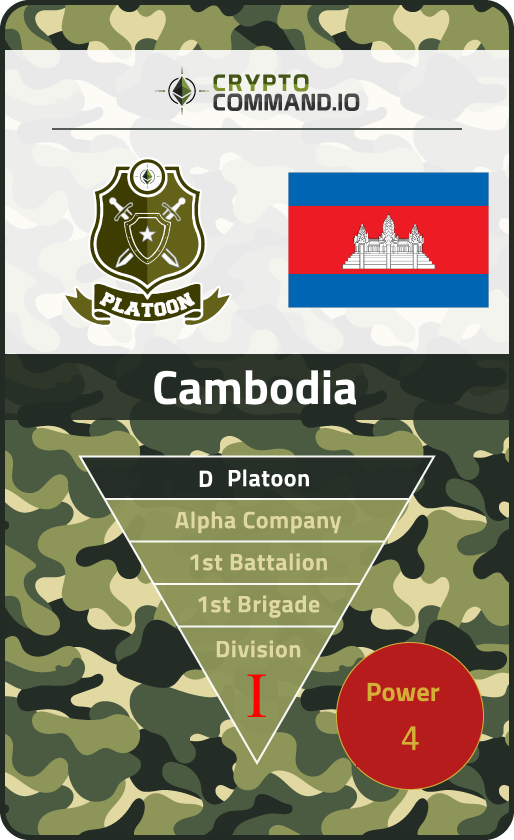 CRYPTO
COMMAND.IO
PLATOON
Cambodia
D Platoon
Alpha Company
1st Battalion
1st Brigade
Division
I
Power
4